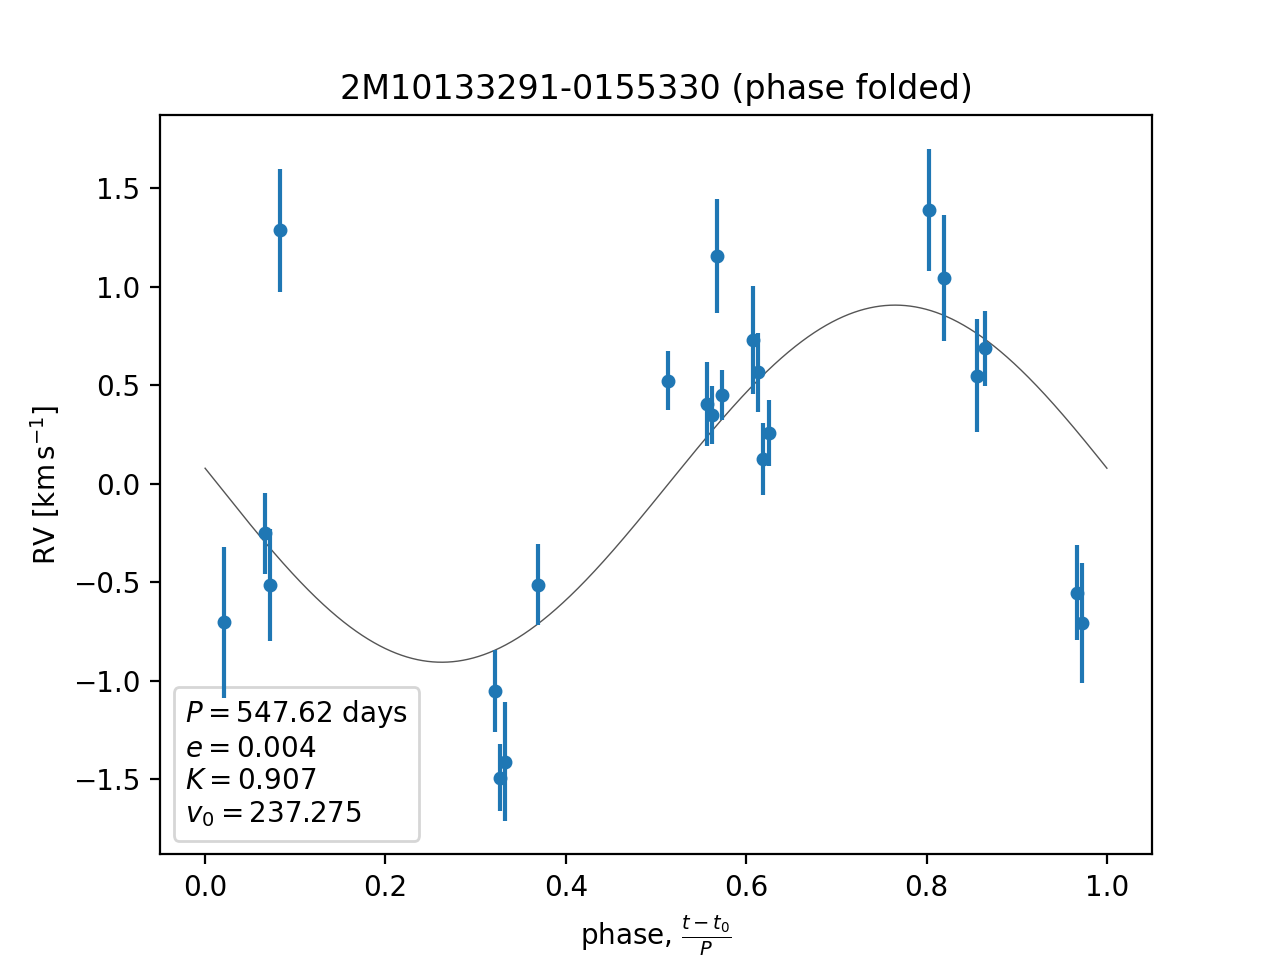 2M10133291-0155330 (phase folded)
RV [km s⁻¹]
1.5
1.0
0.5
0.0
−0.5
−1.0
−1.5
P = 547.62 days
e = 0.004
K = 0.907
v₀ = 237.275
0.0 0.2 0.4 0.6 0.8 1.0
phase, (t − t₀)/P